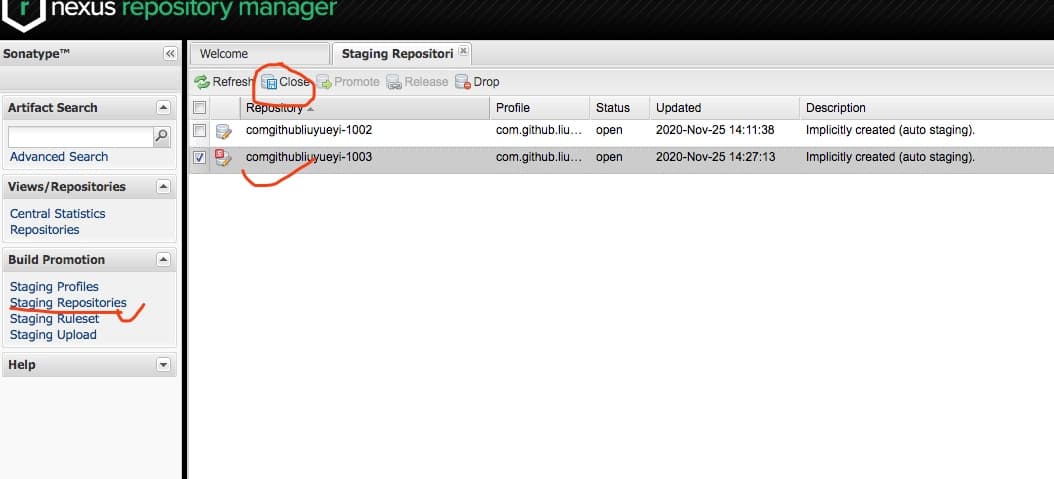 nexus repository manager
Sonatype™
Welcome
Staging Repositori
Refresh Close Promote Release Drop
Artifact Search
Advanced Search
Views/Repositories
Central Statistics
Repositories
Build Promotion
Staging Profiles
Staging Repositories
Staging Ruleset
Staging Upload
Help
Repository Profile Status Updated Description
comgithubliuyueyi-1002 com.github.liu... open 2020-Nov-25 14:11:38 Implicitly created (auto staging).
comgithubliuyueyi-1003 com.github.liu... open 2020-Nov-25 14:27:13 Implicitly created (auto staging).